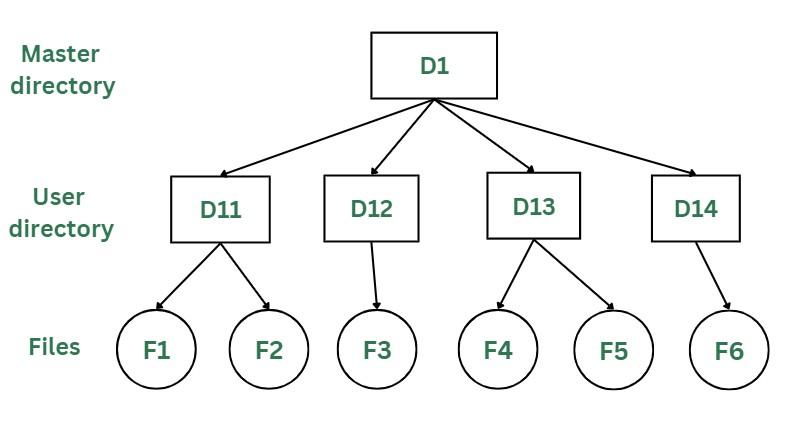 Master
directory
D1
User
directory
D11
D12
D13
D14
Files
F1
F2
F3
F4
F5
F6